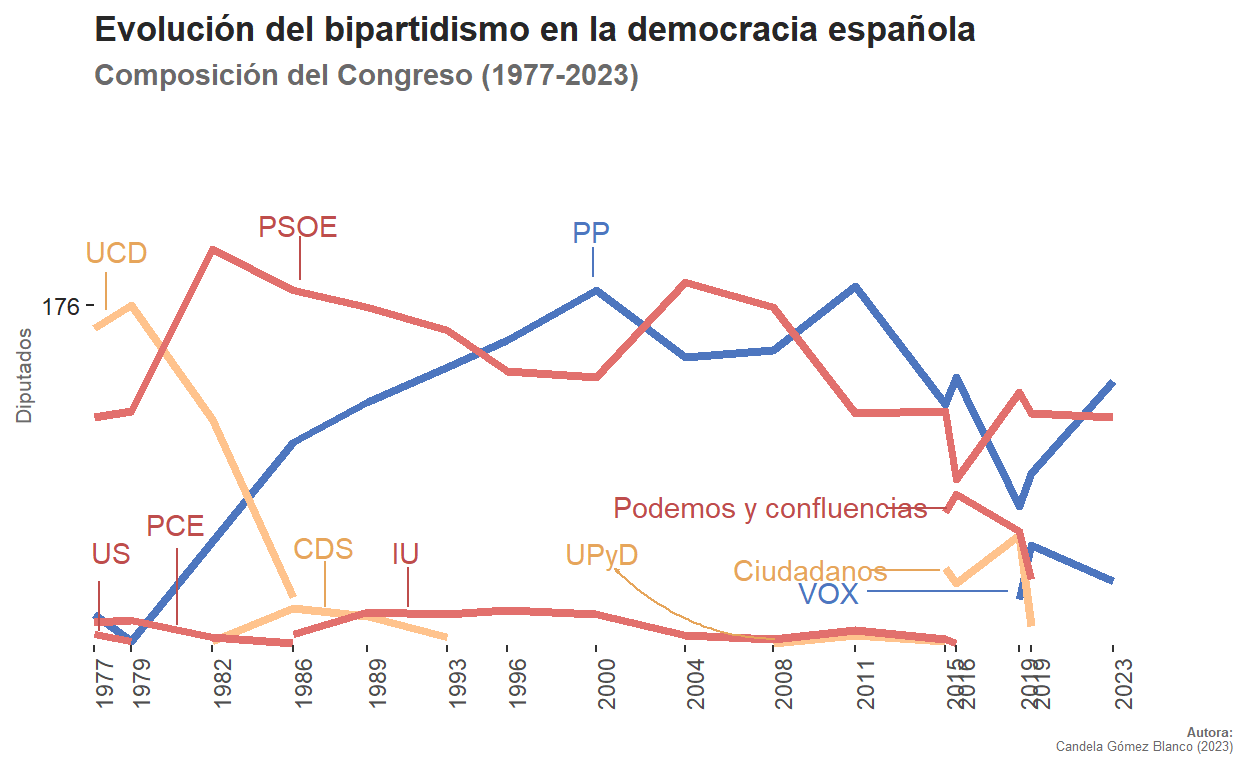 Evolución del bipartidismo en la democracia española
Composición del Congreso (1977-2023)
PSOE
PP
UCD
176
Diputados
Podemos y confluencias
PCE
US
CDS
IU
UPyD
Ciudadanos
VOX
1977
1979
1982
1986
1989
1993
1996
2000
2004
2008
2011
2015
2016
2019
2019
2023
Autora:
Candela Gómez Blanco (2023)